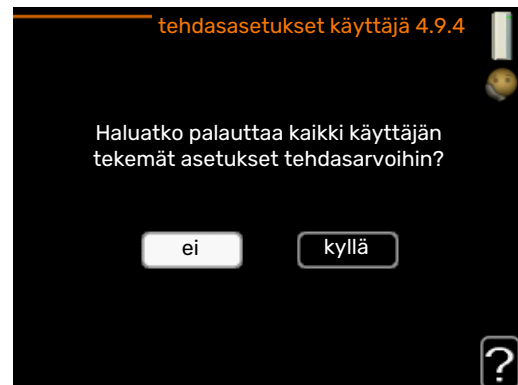 tehdasasetukset käyttäjä 4.9.4
Haluatko palauttaa kaikki käyttäjän
tekemät asetukset tehdasarvoihin?
ei
kyllä
?